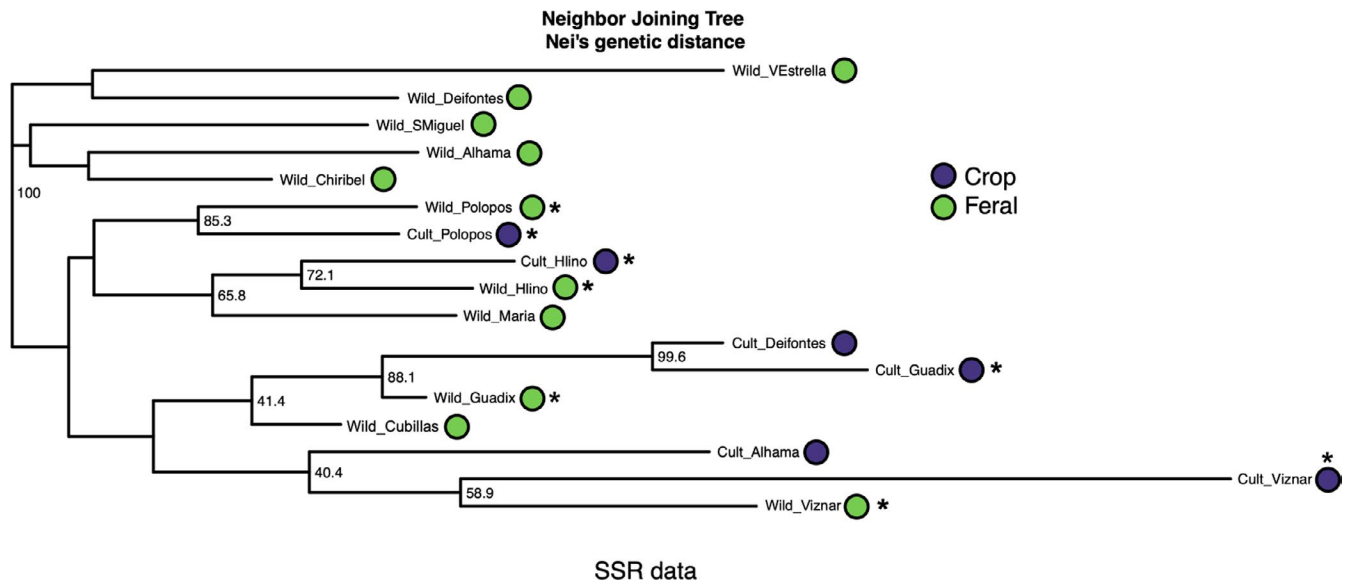 Neighbor Joining Tree
Nei's genetic distance
Wild_VEstrella
Wild_Deifontes
Wild_SMiguel
Wild_Alhama
Wild_Chiribel
100
Crop
Feral
Wild_Polopos *
85.3
Cult_Polopos *
Cult_Hlino *
72.1
Wild_Hlino *
65.8
Wild_Maria
Cult_Deifontes
99.6
Cult_Guadix *
88.1
Wild_Guadix *
41.4
Wild_Cubillas
Cult_Alhama
*
40.4
Cult_Viznar
58.9
Wild_Viznar *
SSR data